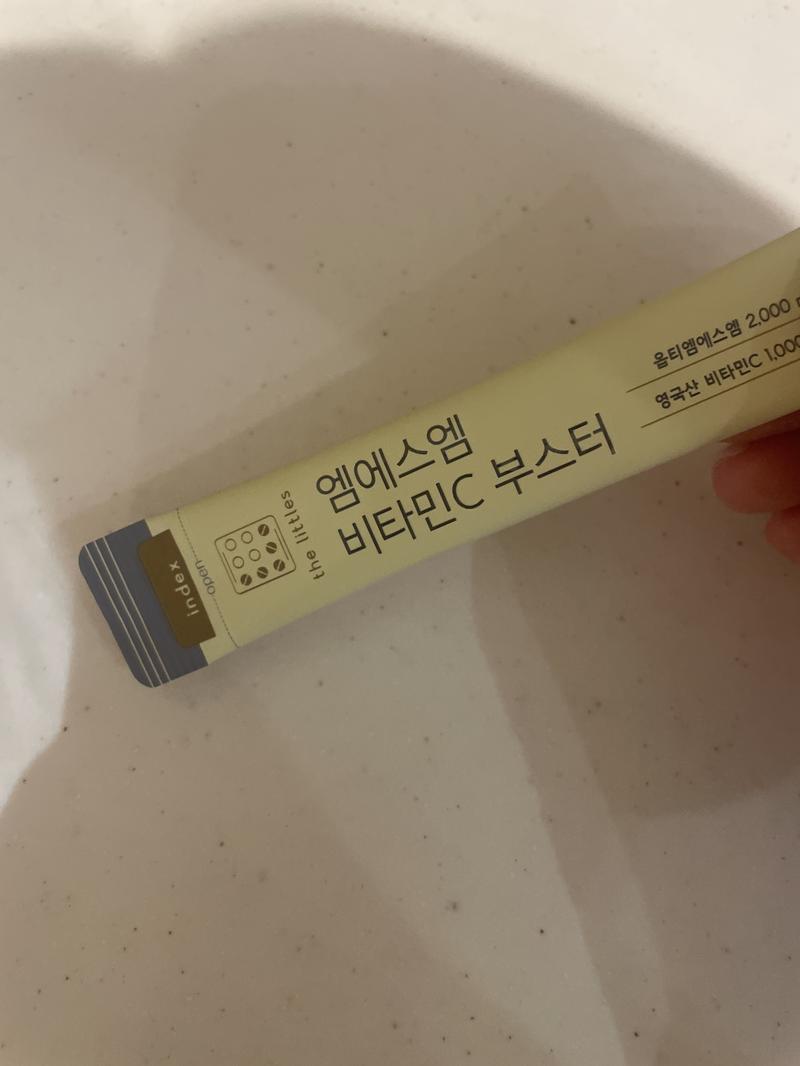 index
open
the littles
엠에스엠
비타민C 부스터
옵티엠에스엠 2,000
영국산 비타민C 1,000